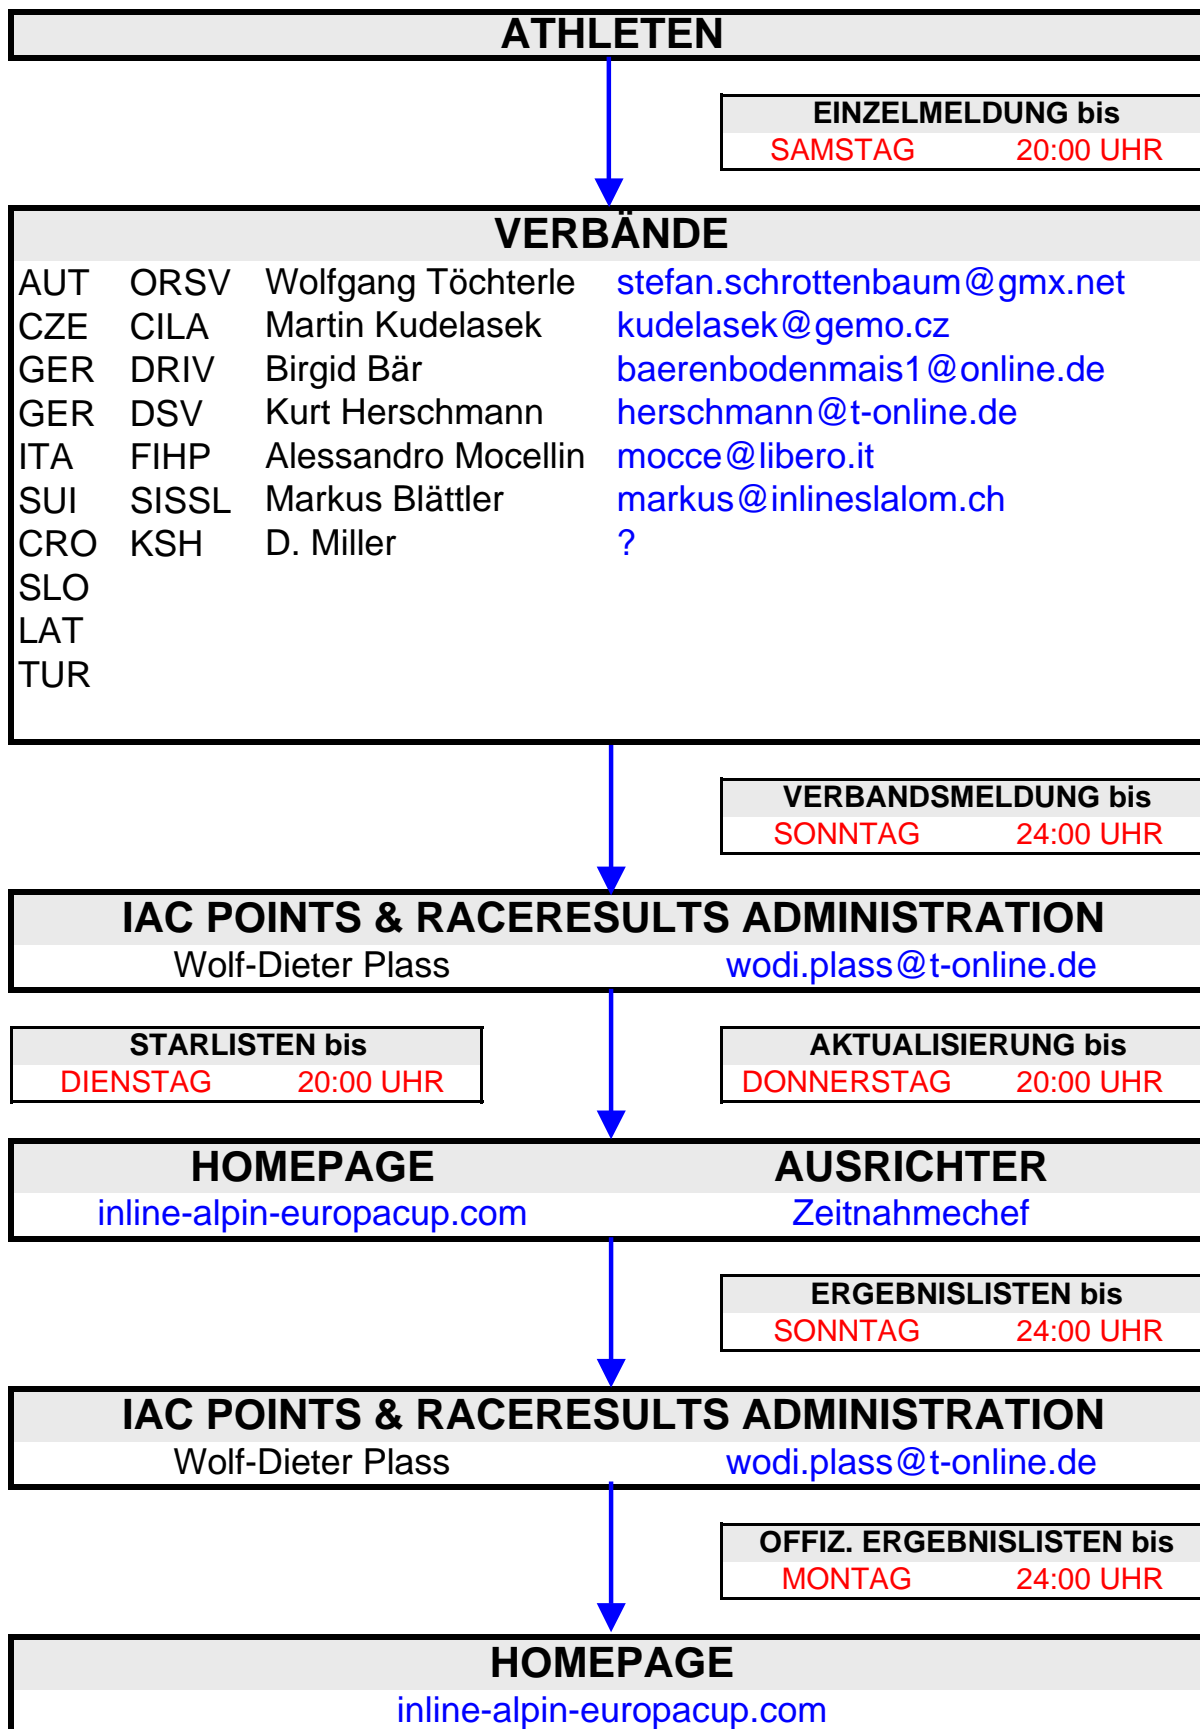 ATHLETEN
EINZELMELDUNG bis
SAMSTAG 20:00 UHR
VERBÄNDE
AUT ORSV Wolfgang Töchterle stefan.schrottenbaum@gmx.net
CZE CILA Martin Kudelasek kudelasek@gemo.cz
GER DRIV Birgid Bär baerenbodenmais1@online.de
GER DSV Kurt Herschmann herschmann@t-online.de
ITA FIHP Alessandro Mocellin mocce@libero.it
SUI SISSL Markus Blättler markus@inlineslalom.ch
CRO KSH D. Miller ?
SLO
LAT
TUR
VERBANDSMELDUNG bis
SONNTAG 24:00 UHR
IAC POINTS & RACERESULTS ADMINISTRATION
Wolf-Dieter Plass wodi.plass@t-online.de
STARLISTEN bis AKTUALISIERUNG bis
DIENSTAG 20:00 UHR DONNERSTAG 20:00 UHR
HOMEPAGE AUSRICHTER
inline-alpin-europacup.com Zeitnahmechef
ERGEBNISLISTEN bis
SONNTAG 24:00 UHR
IAC POINTS & RACERESULTS ADMINISTRATION
Wolf-Dieter Plass wodi.plass@t-online.de
OFFIZ. ERGEBNISLISTEN bis
MONTAG 24:00 UHR
HOMEPAGE
inline-alpin-europacup.com